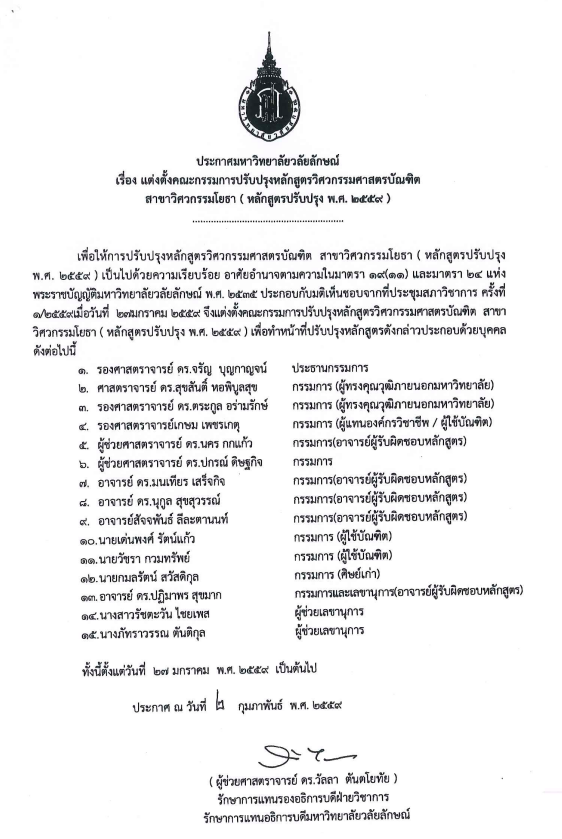 ประกาศมหาวิทยาลัยวลัยลักษณ์
เรื่อง แต่งตั้งคณะกรรมการปรับปรุงหลักสูตรวิศวกรรมศาสตรบัณฑิต
สาขาวิศวกรรมโยธา ( หลักสูตรปรับปรุง พ.ศ. ๒๕๕๙ )
............................................
เพื่อให้การปรับปรุงหลักสูตรวิศวกรรมศาสตรบัณฑิต สาขาวิศวกรรมโยธา ( หลักสูตรปรับปรุง
พ.ศ. ๒๕๕๙ ) เป็นไปด้วยความเรียบร้อย อาศัยอำนาจตามความในมาตรา ๑๙(๑๑) และมาตรา ๒๔ แห่ง
พระราชบัญญัติมหาวิทยาลัยวลัยลักษณ์ พ.ศ. ๒๕๓๕ ประกอบกับมติเห็นชอบจากที่ประชุมสภาวิชาการ ครั้งที่
๑/๒๕๕๙เมื่อวันที่ ๒๗มกราคม ๒๕๕๙ จึงแต่งตั้งคณะกรรมการปรับปรุงหลักสูตรวิศวกรรมศาสตรบัณฑิต สาขา
วิศวกรรมโยธา ( หลักสูตรปรับปรุง พ.ศ. ๒๕๕๙ ) เพื่อทำหน้าที่ปรับปรุงหลักสูตรดังกล่าวประกอบด้วยบุคคล
ดังต่อไปนี้
๑. รองศาสตราจารย์ ดร.จรัญ บุญกาญจน์ ประธานกรรมการ
๒. ศาสตราจารย์ ดร.สุขสันติ์ หอพิบูลสุข กรรมการ (ผู้ทรงคุณวุฒิภายนอกมหาวิทยาลัย)
๓. รองศาสตราจารย์ ดร.ตระกูล อร่ามรักษ์ กรรมการ (ผู้ทรงคุณวุฒิภายนอกมหาวิทยาลัย)
๔. รองศาสตราจารย์เกษม เพชรเกตุ กรรมการ (ผู้แทนองค์กรวิชาชีพ / ผู้ใช้บัณฑิต)
๕. ผู้ช่วยศาสตราจารย์ ดร.นคร กกแก้ว กรรมการ(อาจารย์ผู้รับผิดชอบหลักสูตร)
๖. ผู้ช่วยศาสตราจารย์ ดร.ปกรณ์ ดิษฐกิจ กรรมการ
๗. อาจารย์ ดร.มนเทียร เสร็จกิจ กรรมการ(อาจารย์ผู้รับผิดชอบหลักสูตร)
๘. อาจารย์ ดร.นุกูล สุขสุวรรณ์ กรรมการ(อาจารย์ผู้รับผิดชอบหลักสูตร)
๙. อาจารย์สัจจพันธ์ ลีละตานนท์ กรรมการ(อาจารย์ผู้รับผิดชอบหลักสูตร)
๑๐.นายเด่นพงศ์ รัตน์แก้ว กรรมการ (ผู้ใช้บัณฑิต)
๑๑.นายวัชรา กวมทรัพย์ กรรมการ (ผู้ใช้บัณฑิต)
๑๒.นายกมลรัตน์ สวัสดิกุล กรรมการ (ศิษย์เก่า)
๑๓.อาจารย์ ดร.ปฏิมาพร สุขมาก กรรมการและเลขานุการ(อาจารย์ผู้รับผิดชอบหลักสูตร)
๑๔.นางสาวรัชตะวัน ไชยเพส ผู้ช่วยเลขานุการ
๑๕.นางภัทราวรรณ ตันติกุล ผู้ช่วยเลขานุการ
ทั้งนี้ตั้งแต่วันที่ ๒๗ มกราคม พ.ศ. ๒๕๕๙ เป็นต้นไป
ประกาศ ณ วันที่ ๒ กุมภาพันธ์ พ.ศ. ๒๕๕๙
( ผู้ช่วยศาสตราจารย์ ดร.วัลลา ตันตโยทัย )
รักษาการแทนรองอธิการบดีฝ่ายวิชาการ
รักษาการแทนอธิการบดีมหาวิทยาลัยวลัยลักษณ์